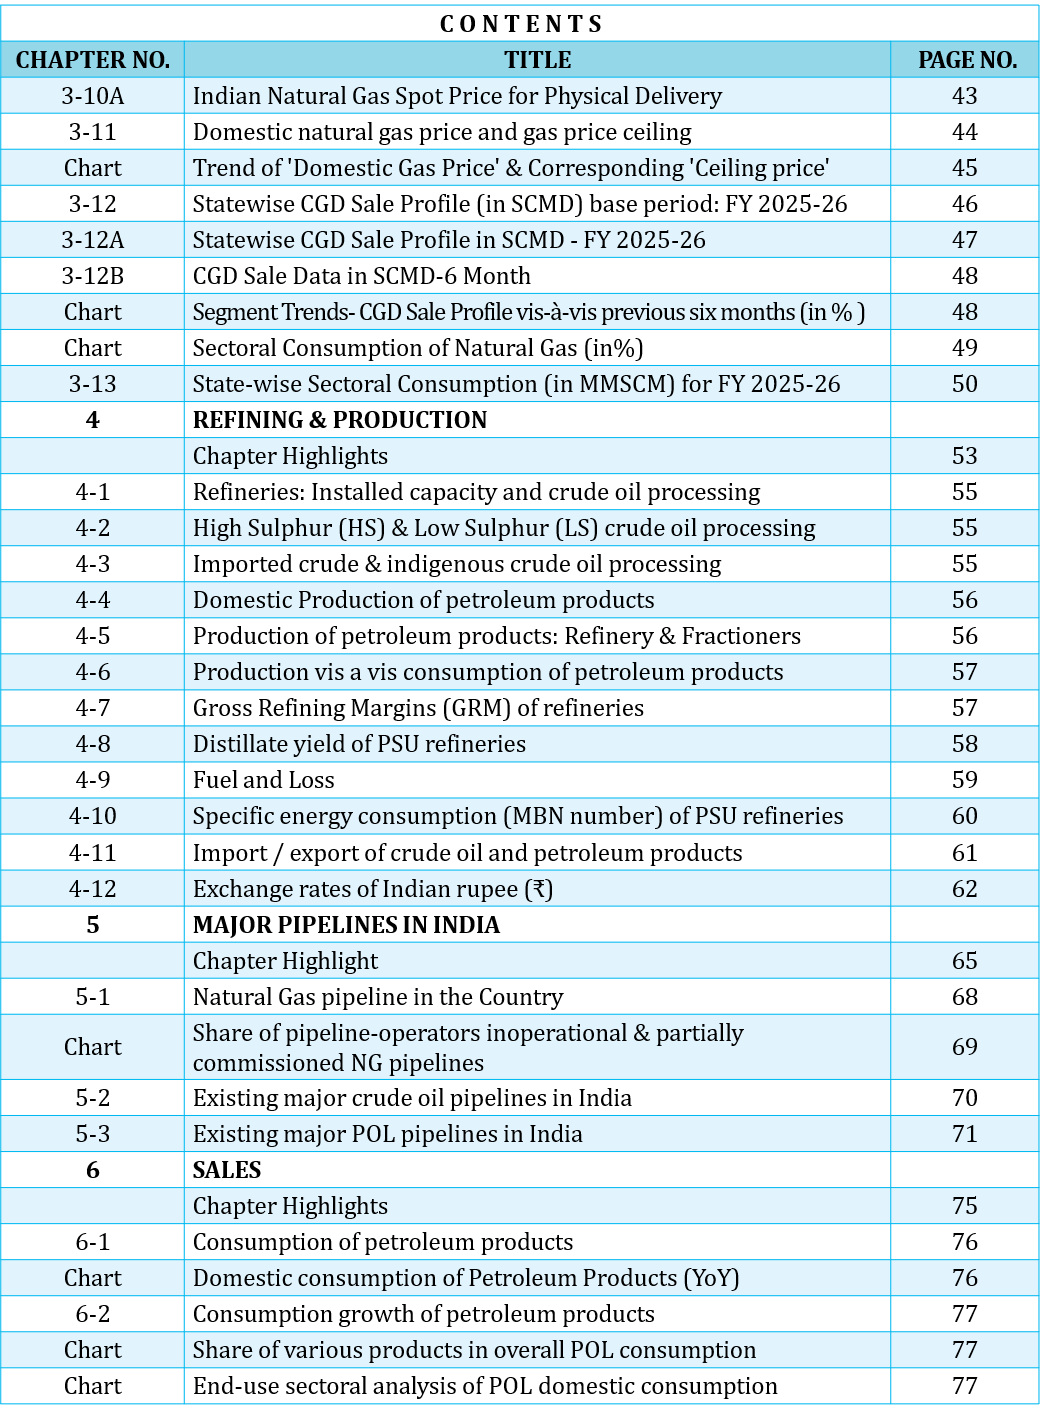 C O N T E N T S
CHAPTER NO. TITLE PAGE NO.
3-10A Indian Natural Gas Spot Price for Physical Delivery 43
3-11 Domestic natural gas price and gas price ceiling 44
Chart Trend of 'Domestic Gas Price' & Corresponding 'Ceiling price' 45
3-12 Statewise CGD Sale Profile (in SCMD) base period: FY 2025-26 46
3-12A Statewise CGD Sale Profile in SCMD - FY 2025-26 47
3-12B CGD Sale Data in SCMD-6 Month 48
Chart Segment Trends- CGD Sale Profile vis-à-vis previous six months (in % ) 48
Chart Sectoral Consumption of Natural Gas (in%) 49
3-13 State-wise Sectoral Consumption (in MMSCM) for FY 2025-26 50
4 REFINING & PRODUCTION
Chapter Highlights 53
4-1 Refineries: Installed capacity and crude oil processing 55
4-2 High Sulphur (HS) & Low Sulphur (LS) crude oil processing 55
4-3 Imported crude & indigenous crude oil processing 55
4-4 Domestic Production of petroleum products 56
4-5 Production of petroleum products: Refinery & Fractioners 56
4-6 Production vis a vis consumption of petroleum products 57
4-7 Gross Refining Margins (GRM) of refineries 57
4-8 Distillate yield of PSU refineries 58
4-9 Fuel and Loss 59
4-10 Specific energy consumption (MBN number) of PSU refineries 60
4-11 Import / export of crude oil and petroleum products 61
4-12 Exchange rates of Indian rupee (₹) 62
5 MAJOR PIPELINES IN INDIA
Chapter Highlight 65
5-1 Natural Gas pipeline in the Country 68
Chart Share of pipeline-operators inoperational & partially
commissioned NG pipelines 69
5-2 Existing major crude oil pipelines in India 70
5-3 Existing major POL pipelines in India 71
6 SALES
Chapter Highlights 75
6-1 Consumption of petroleum products 76
Chart Domestic consumption of Petroleum Products (YoY) 76
6-2 Consumption growth of petroleum products 77
Chart Share of various products in overall POL consumption 77
Chart End-use sectoral analysis of POL domestic consumption 77